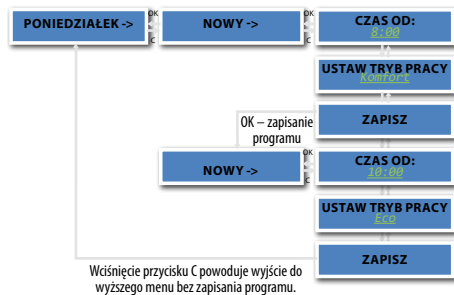 PONIEDZIAŁEK ->
OK
C
NOWY ->
OK
C
CZAS OD:
8:00
USTAW TRYB PRACY
Komfort
ZAPISZ
OK – zapisanie
programu
NOWY ->
OK
C
CZAS OD:
10:00
USTAW TRYB PRACY
Eco
ZAPISZ
Wciśnięcie przycisku C powoduje wyjście do
wyższego menu bez zapisania programu.